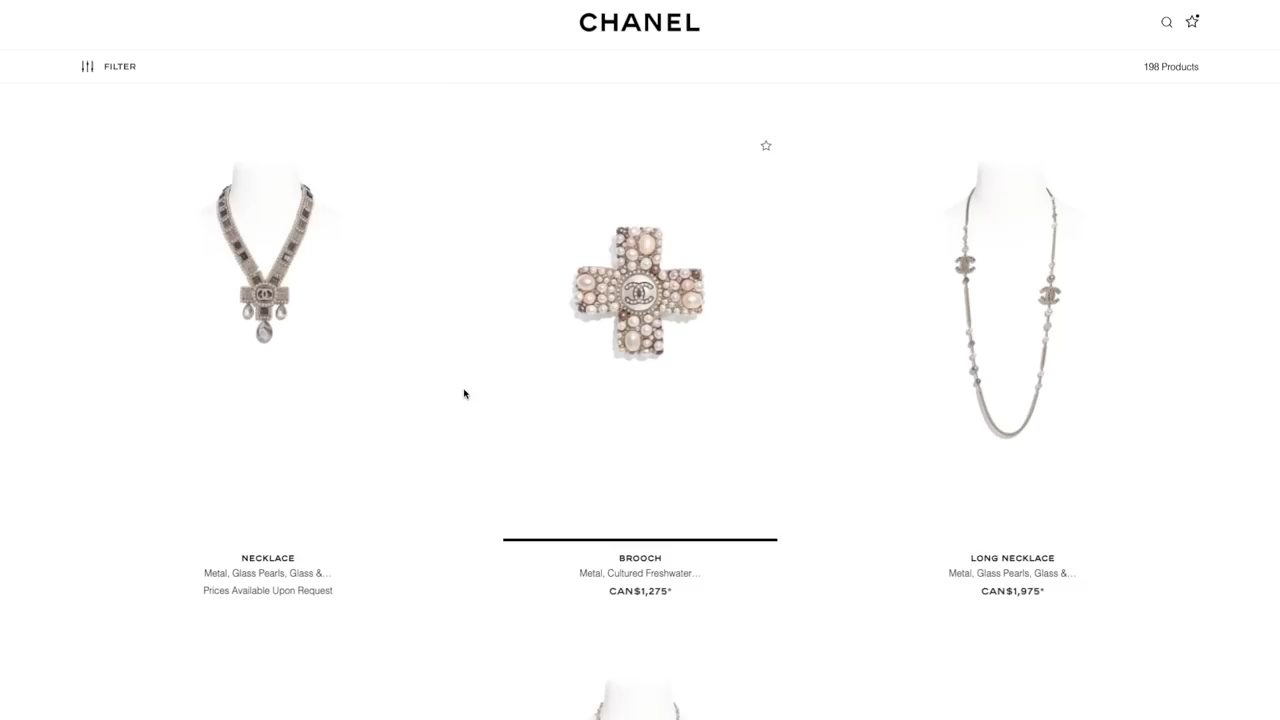 CHANEL
FILTER
198 Products
NECKLACE
Metal, Glass Pearls, Glass &...
Prices Available Upon Request
BROOCH
Metal, Cultured Freshwater...
CAN$1,275*
LONG NECKLACE
Metal, Glass Pearls, Glass &...
CAN$1,975*